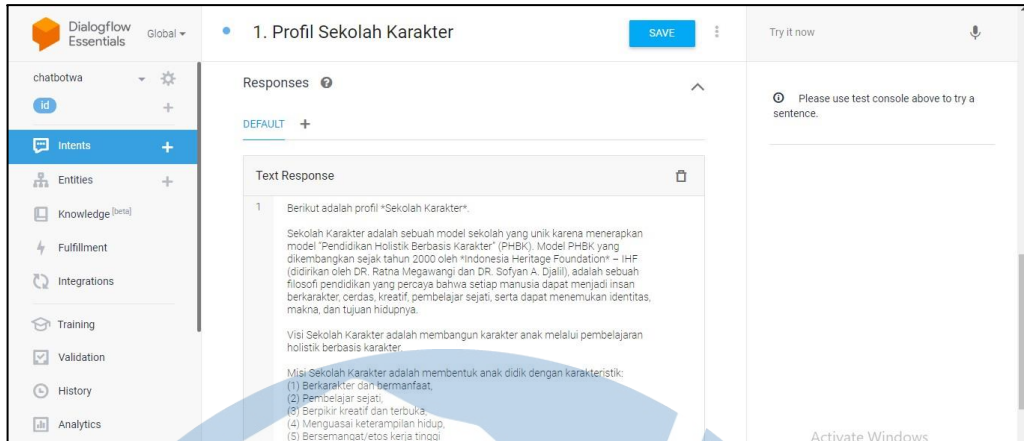 Dialogflow
Essentials
Global
1. Profil Sekolah Karakter
SAVE
Try it now
chatbotwa
id
Intents
Entities
Knowledge [beta]
Fulfillment
Integrations
Training
Validation
History
Analytics
Responses
DEFAULT
Text Response
1
Berikut adalah profil *Sekolah Karakter*.
Sekolah Karakter adalah sebuah model sekolah yang unik karena menerapkan
model "Pendidikan Holistik Berbasis Karakter" (PHBK). Model PHBK yang
dikembangkan sejak tahun 2000 oleh *Indonesia Heritage Foundation* – IHF
(didirikan oleh DR. Ratna Megawangi dan DR. Sofyan A. Djalil), adalah sebuah
filosofi pendidikan yang percaya bahwa setiap manusia dapat menjadi insan
berkarakter, cerdas, kreatif, pembelajar sejati, serta dapat menemukan identitas,
makna, dan tujuan hidupnya.
Visi Sekolah Karakter adalah membangun karakter anak melalui pembelajaran
holistik berbasis karakter.
Misi Sekolah Karakter adalah membentuk anak didik dengan karakteristik:
(1) Berkarakter dan bermanfaat,
(2) Pembelajar sejati,
(3) Berpikir kreatif dan terbuka,
(4) Menguasai keterampilan hidup,
(5) Bersemangat/etos kerja tinggi
Please use test console above to try a
sentence.
Activate Windows